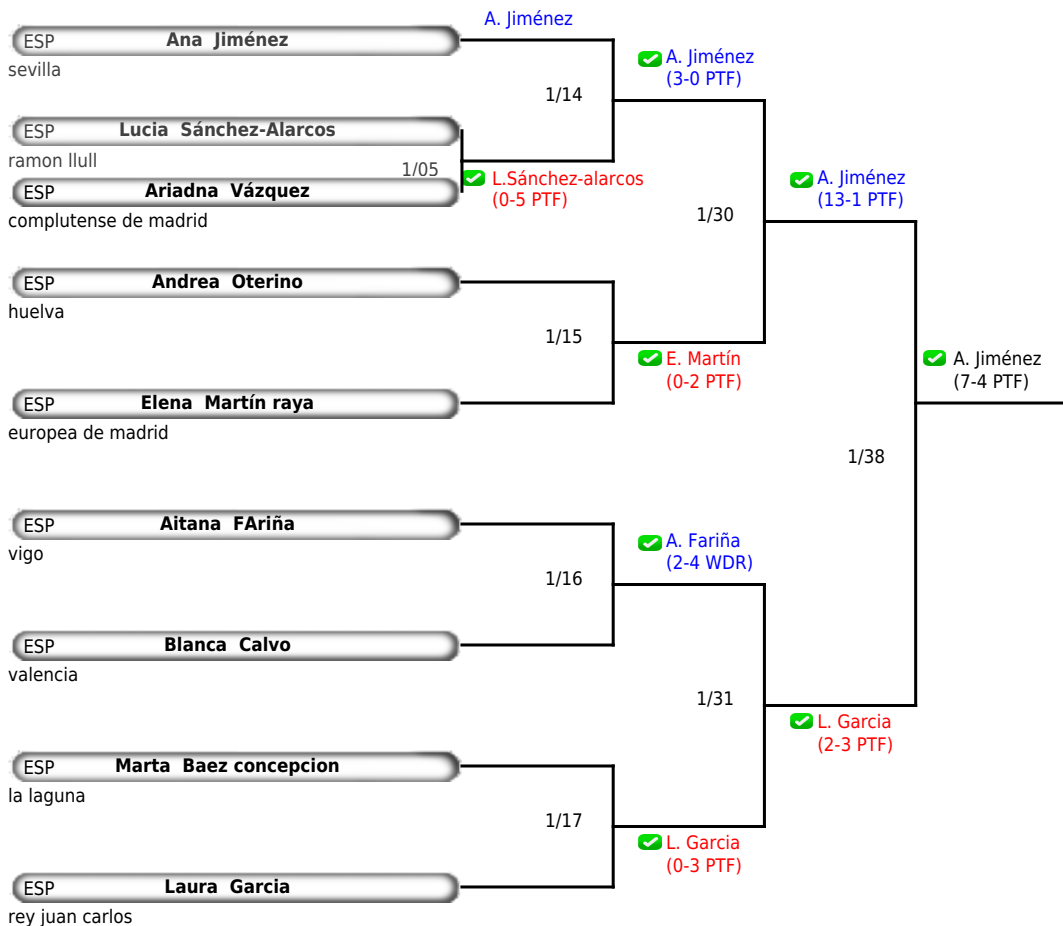 A. Jiménez
ESP Ana Jiménez
sevilla
A. Jiménez
(3-0 PTF)
1/14
ESP Lucia Sánchez-Alarcos
ramon llull
1/05
ESP Ariadna Vázquez
complutense de madrid
L.Sánchez-alarcos
(0-5 PTF)
A. Jiménez
(13-1 PTF)
1/30
ESP Andrea Oterino
huelva
1/15
E. Martín
(0-2 PTF)
A. Jiménez
(7-4 PTF)
ESP Elena Martín raya
europea de madrid
1/38
ESP Aitana FAriña
vigo
A. Fariña
(2-4 WDR)
1/16
ESP Blanca Calvo
valencia
1/31
L. Garcia
(2-3 PTF)
ESP Marta Baez concepcion
la laguna
1/17
L. Garcia
(0-3 PTF)
ESP Laura Garcia
rey juan carlos